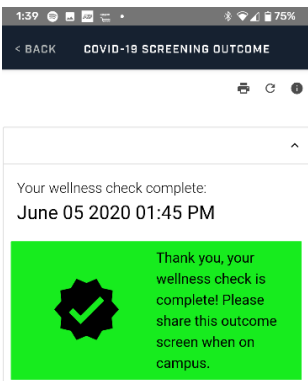 1:39 75%
< BACK COVID-19 SCREENING OUTCOME
Your wellness check complete:
June 05 2020 01:45 PM
Thank you, your
wellness check is
complete! Please
share this outcome
screen when on
campus.